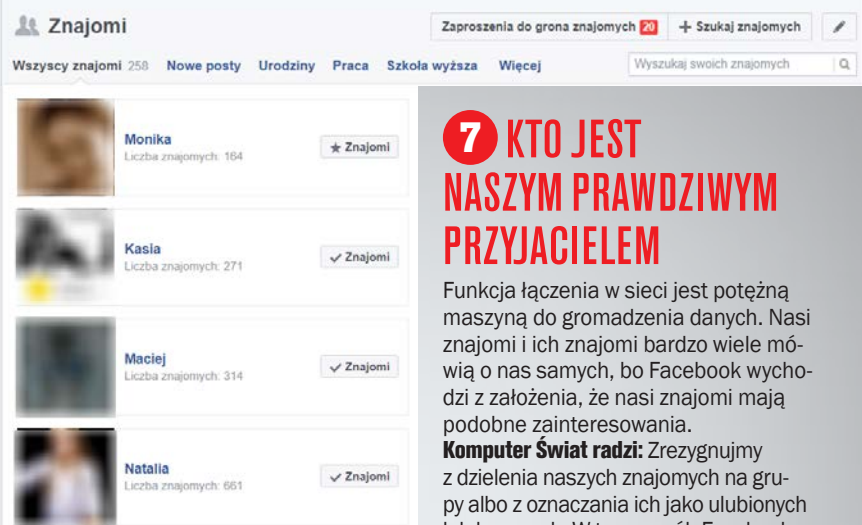 Znajomi
Zaproszenia do grona znajomych 20
+ Szukaj znajomych
Wszyscy znajomi 258 Nowe posty Urodziny Praca Szkoła wyższa Więcej
Wyszukaj swoich znajomych
Monika
Liczba znajomych: 164
Znajomi
Kasia
Liczba znajomych: 271
Znajomi
Maciej
Liczba znajomych: 314
Znajomi
Natalia
Liczba znajomych: 661
Znajomi
7 KTO JEST
NASZYM PRAWDZIWYM
PRZYJACIELEM
Funkcja łączenia w sieci jest potężną
maszyną do gromadzenia danych. Nasi
znajomi i ich znajomi bardzo wiele mó-
wią o nas samych, bo Facebook wycho-
dzi z założenia, że nasi znajomi mają
podobne zainteresowania.
Komputer Świat radzi: Zrezygnujmy
z dzielenia naszych znajomych na gru-
py albo z oznaczania ich jako ulubionych